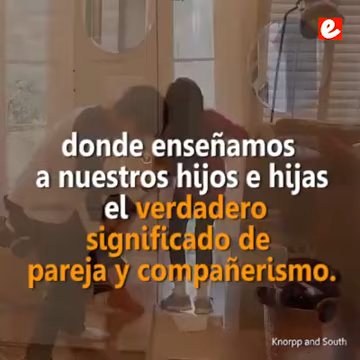 e
donde enseñamos
a nuestros hijos e hijas
el verdadero
significado de
pareja y compañerismo.
Knorpp and South